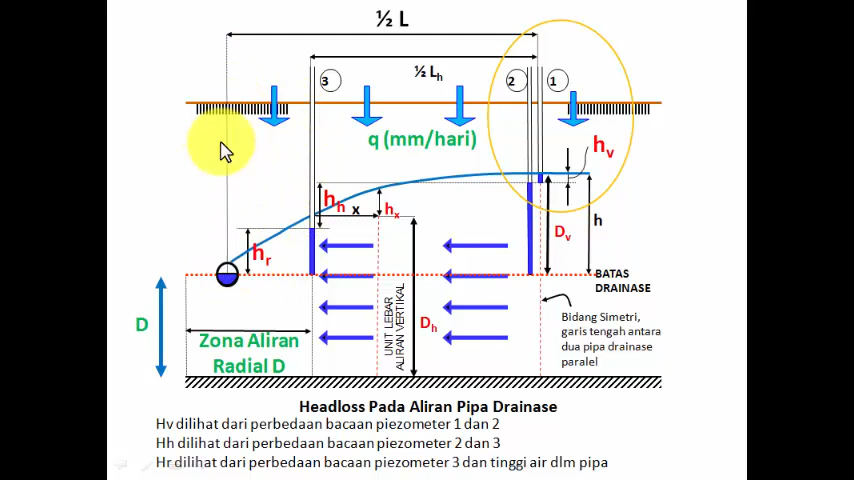 ½ L
½ Lh
3
2
1
q (mm/hari)
hv
hh
x
hx
hr
Dv
h
BATAS
DRAINASE
D
Zona Aliran
Radial D
UNIT LEBAR
ALIRAN VERTIKAL
Dh
Bidang Simetri,
garis tengah antara
dua pipa drainase
paralel
Headloss Pada Aliran Pipa Drainase
Hv dilihat dari perbedaan bacaan piezometer 1 dan 2
Hh dilihat dari perbedaan bacaan piezometer 2 dan 3
Hr dilihat dari perbedaan bacaan piezometer 3 dan tinggi air dlm pipa